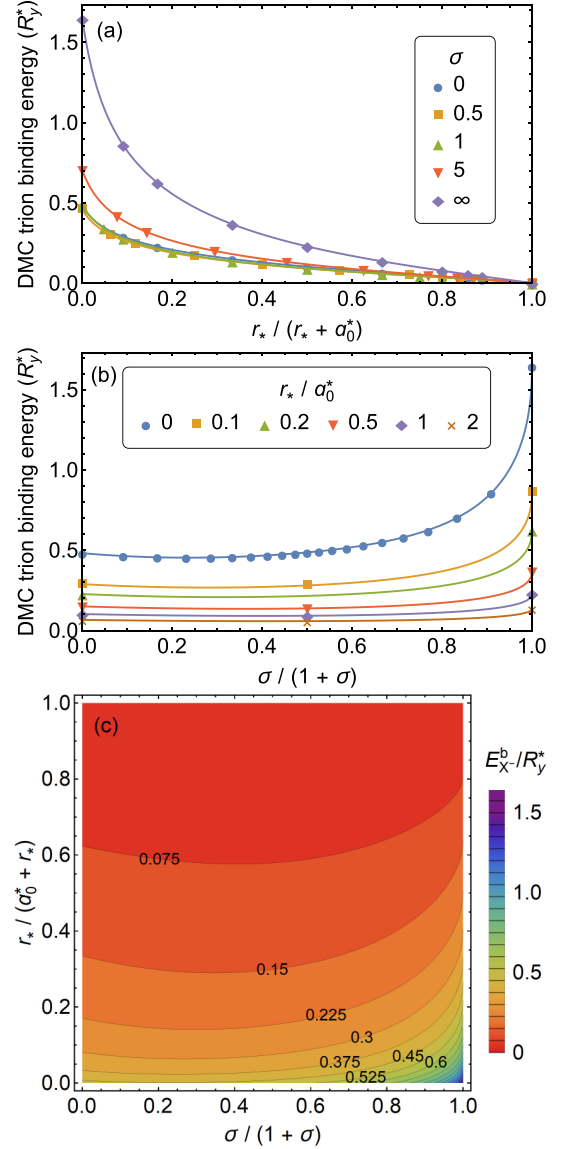 (a)
DMC trion binding energy (R*y)
1.5
1.0
0.5
0.0
σ
0
0.5
1
5
∞
0.0 0.2 0.4 0.6 0.8 1.0
r* / (r* + a*0)
(b)
DMC trion binding energy (R*y)
1.5
1.0
0.5
0.0
r* / a*0
0 0.1 0.2 0.5 1 2
0.0 0.2 0.4 0.6 0.8 1.0
σ / (1 + σ)
(c)
r* / (a*0 + r*)
1.0
0.8
0.6
0.4
0.2
0.0
0.075
0.15
0.225
0.3
0.375 0.45 0.6
0.525
0.0 0.2 0.4 0.6 0.8 1.0
σ / (1 + σ)
E^b_X⁻/R*y
1.5
1.0
0.5
0